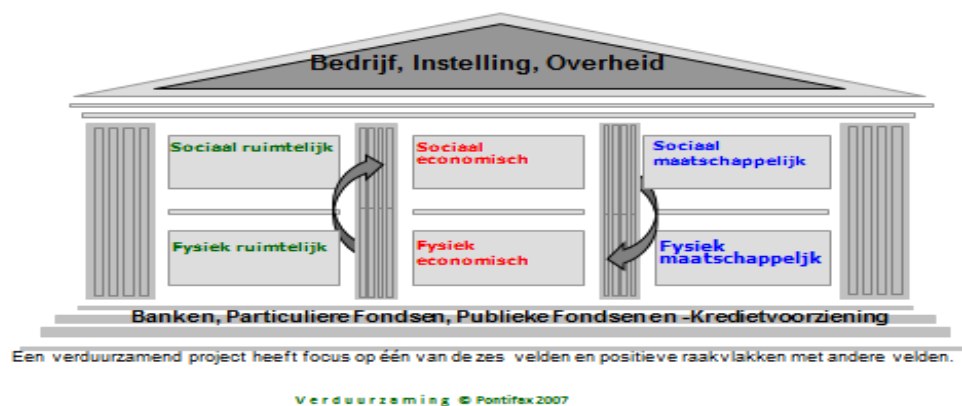 Bedrijf, Instelling, Overheid
Sociaal ruimtelijk
Sociaal
economisch
Sociaal
maatschappelijk
Fysiek ruimtelijk
Fysiek
economisch
Fysiek
maatschappeljk
Banken, Particuliere Fondsen, Publieke Fondsen en -Kredietvoorziening
Een verduurzamend project heeft focus op één van de zes velden en positieve raakvlakken met andere velden.
Verduurzaming © Pontifax 2007